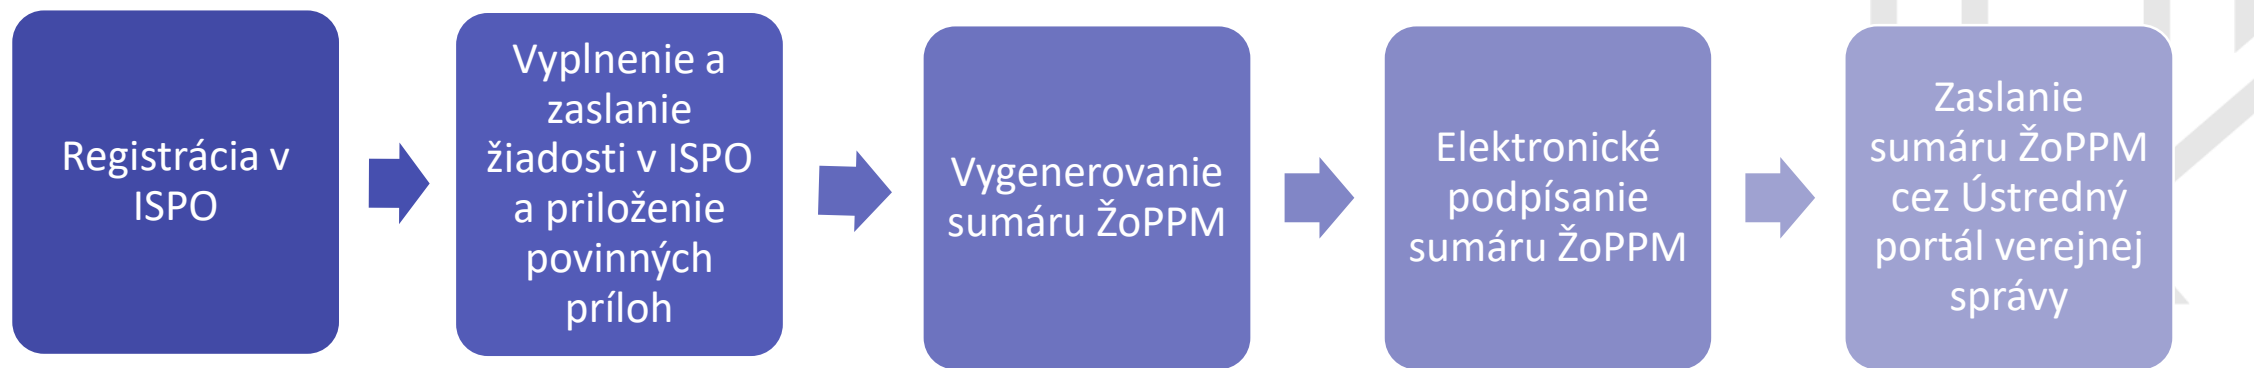 Registrácia v
ISPO
Vyplnenie a
zaslanie
žiadosti v ISPO
a priloženie
povinných
príloh
Vygenerovanie
sumáru ŽoPPM
Elektronické
podpísanie
sumáru ŽoPPM
Zaslanie
sumáru ŽoPPM
cez Ústredný
portál verejnej
správy